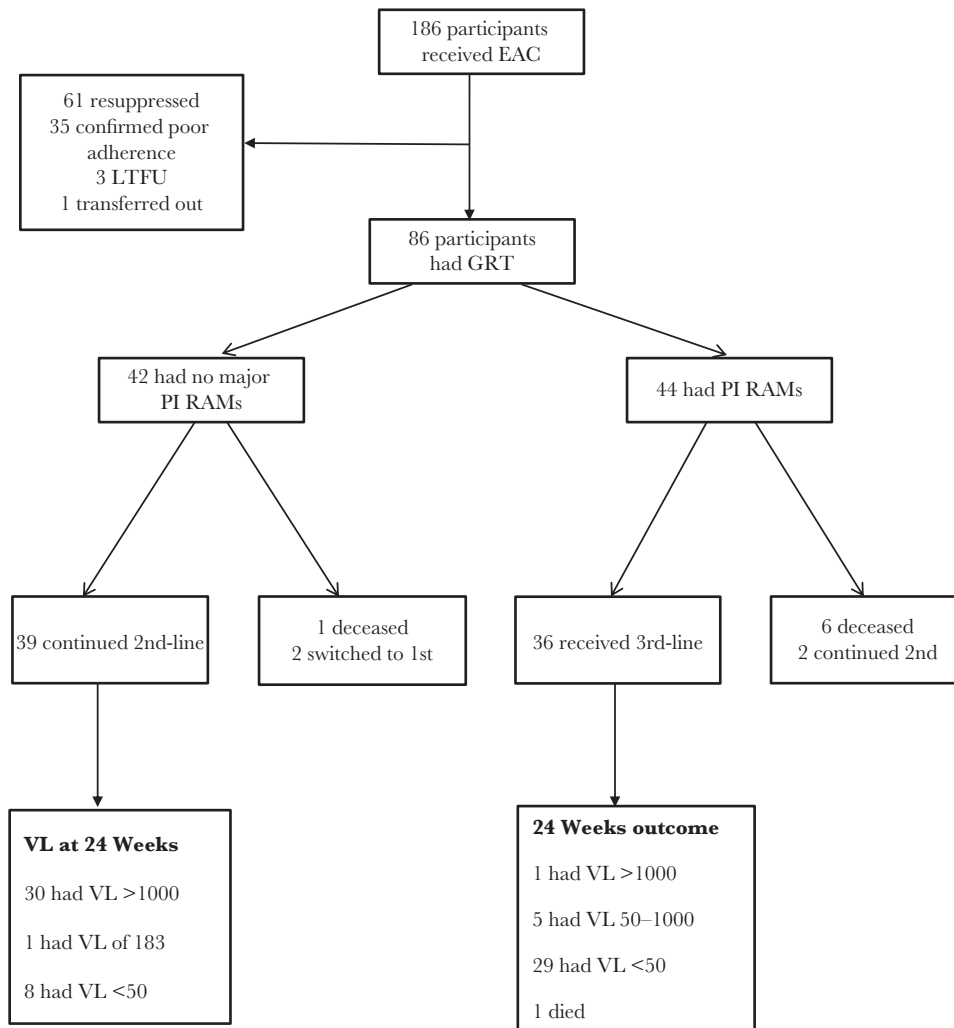 186 participants
received EAC
61 resuppressed
35 confirmed poor
adherence
3 LTFU
1 transferred out
86 participants
had GRT
42 had no major
PI RAMs
44 had PI RAMs
39 continued 2nd-line
1 deceased
2 switched to 1st
36 received 3rd-line
6 deceased
2 continued 2nd
VL at 24 Weeks
30 had VL >1000
1 had VL of 183
8 had VL <50
24 Weeks outcome
1 had VL >1000
5 had VL 50–1000
29 had VL <50
1 died